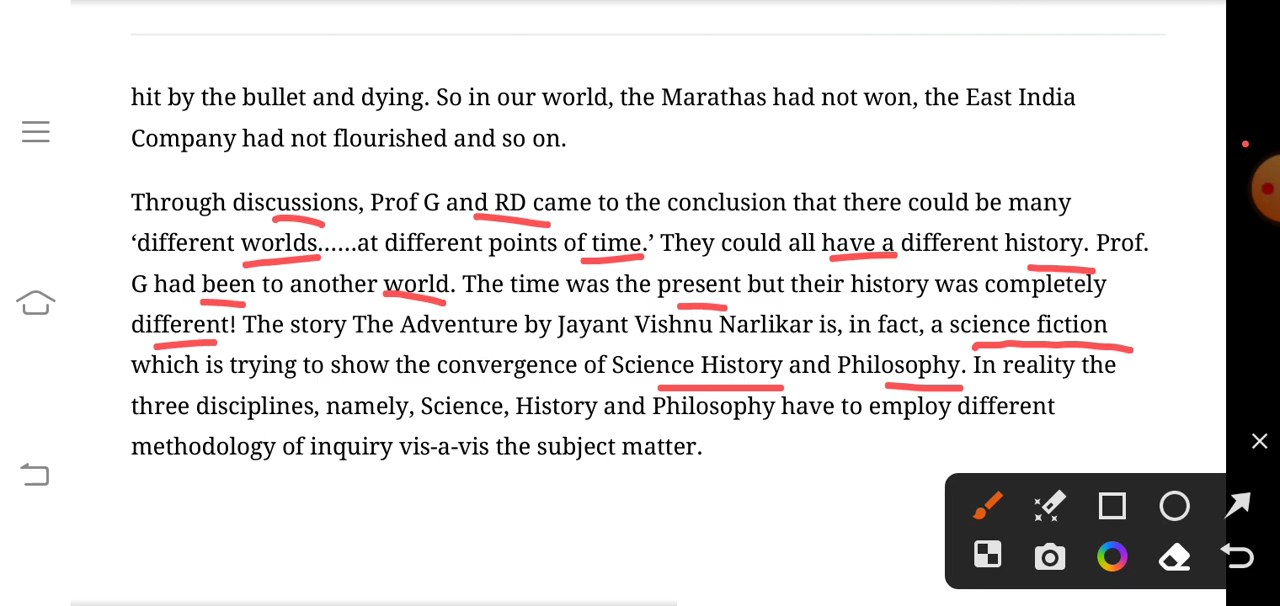 hit by the bullet and dying. So in our world, the Marathas had not won, the East India
Company had not flourished and so on.
Through discussions, Prof G and RD came to the conclusion that there could be many
‘different worlds......at different points of time.’ They could all have a different history. Prof.
G had been to another world. The time was the present but their history was completely
different! The story The Adventure by Jayant Vishnu Narlikar is, in fact, a science fiction
which is trying to show the convergence of Science History and Philosophy. In reality the
three disciplines, namely, Science, History and Philosophy have to employ different
methodology of inquiry vis-a-vis the subject matter.